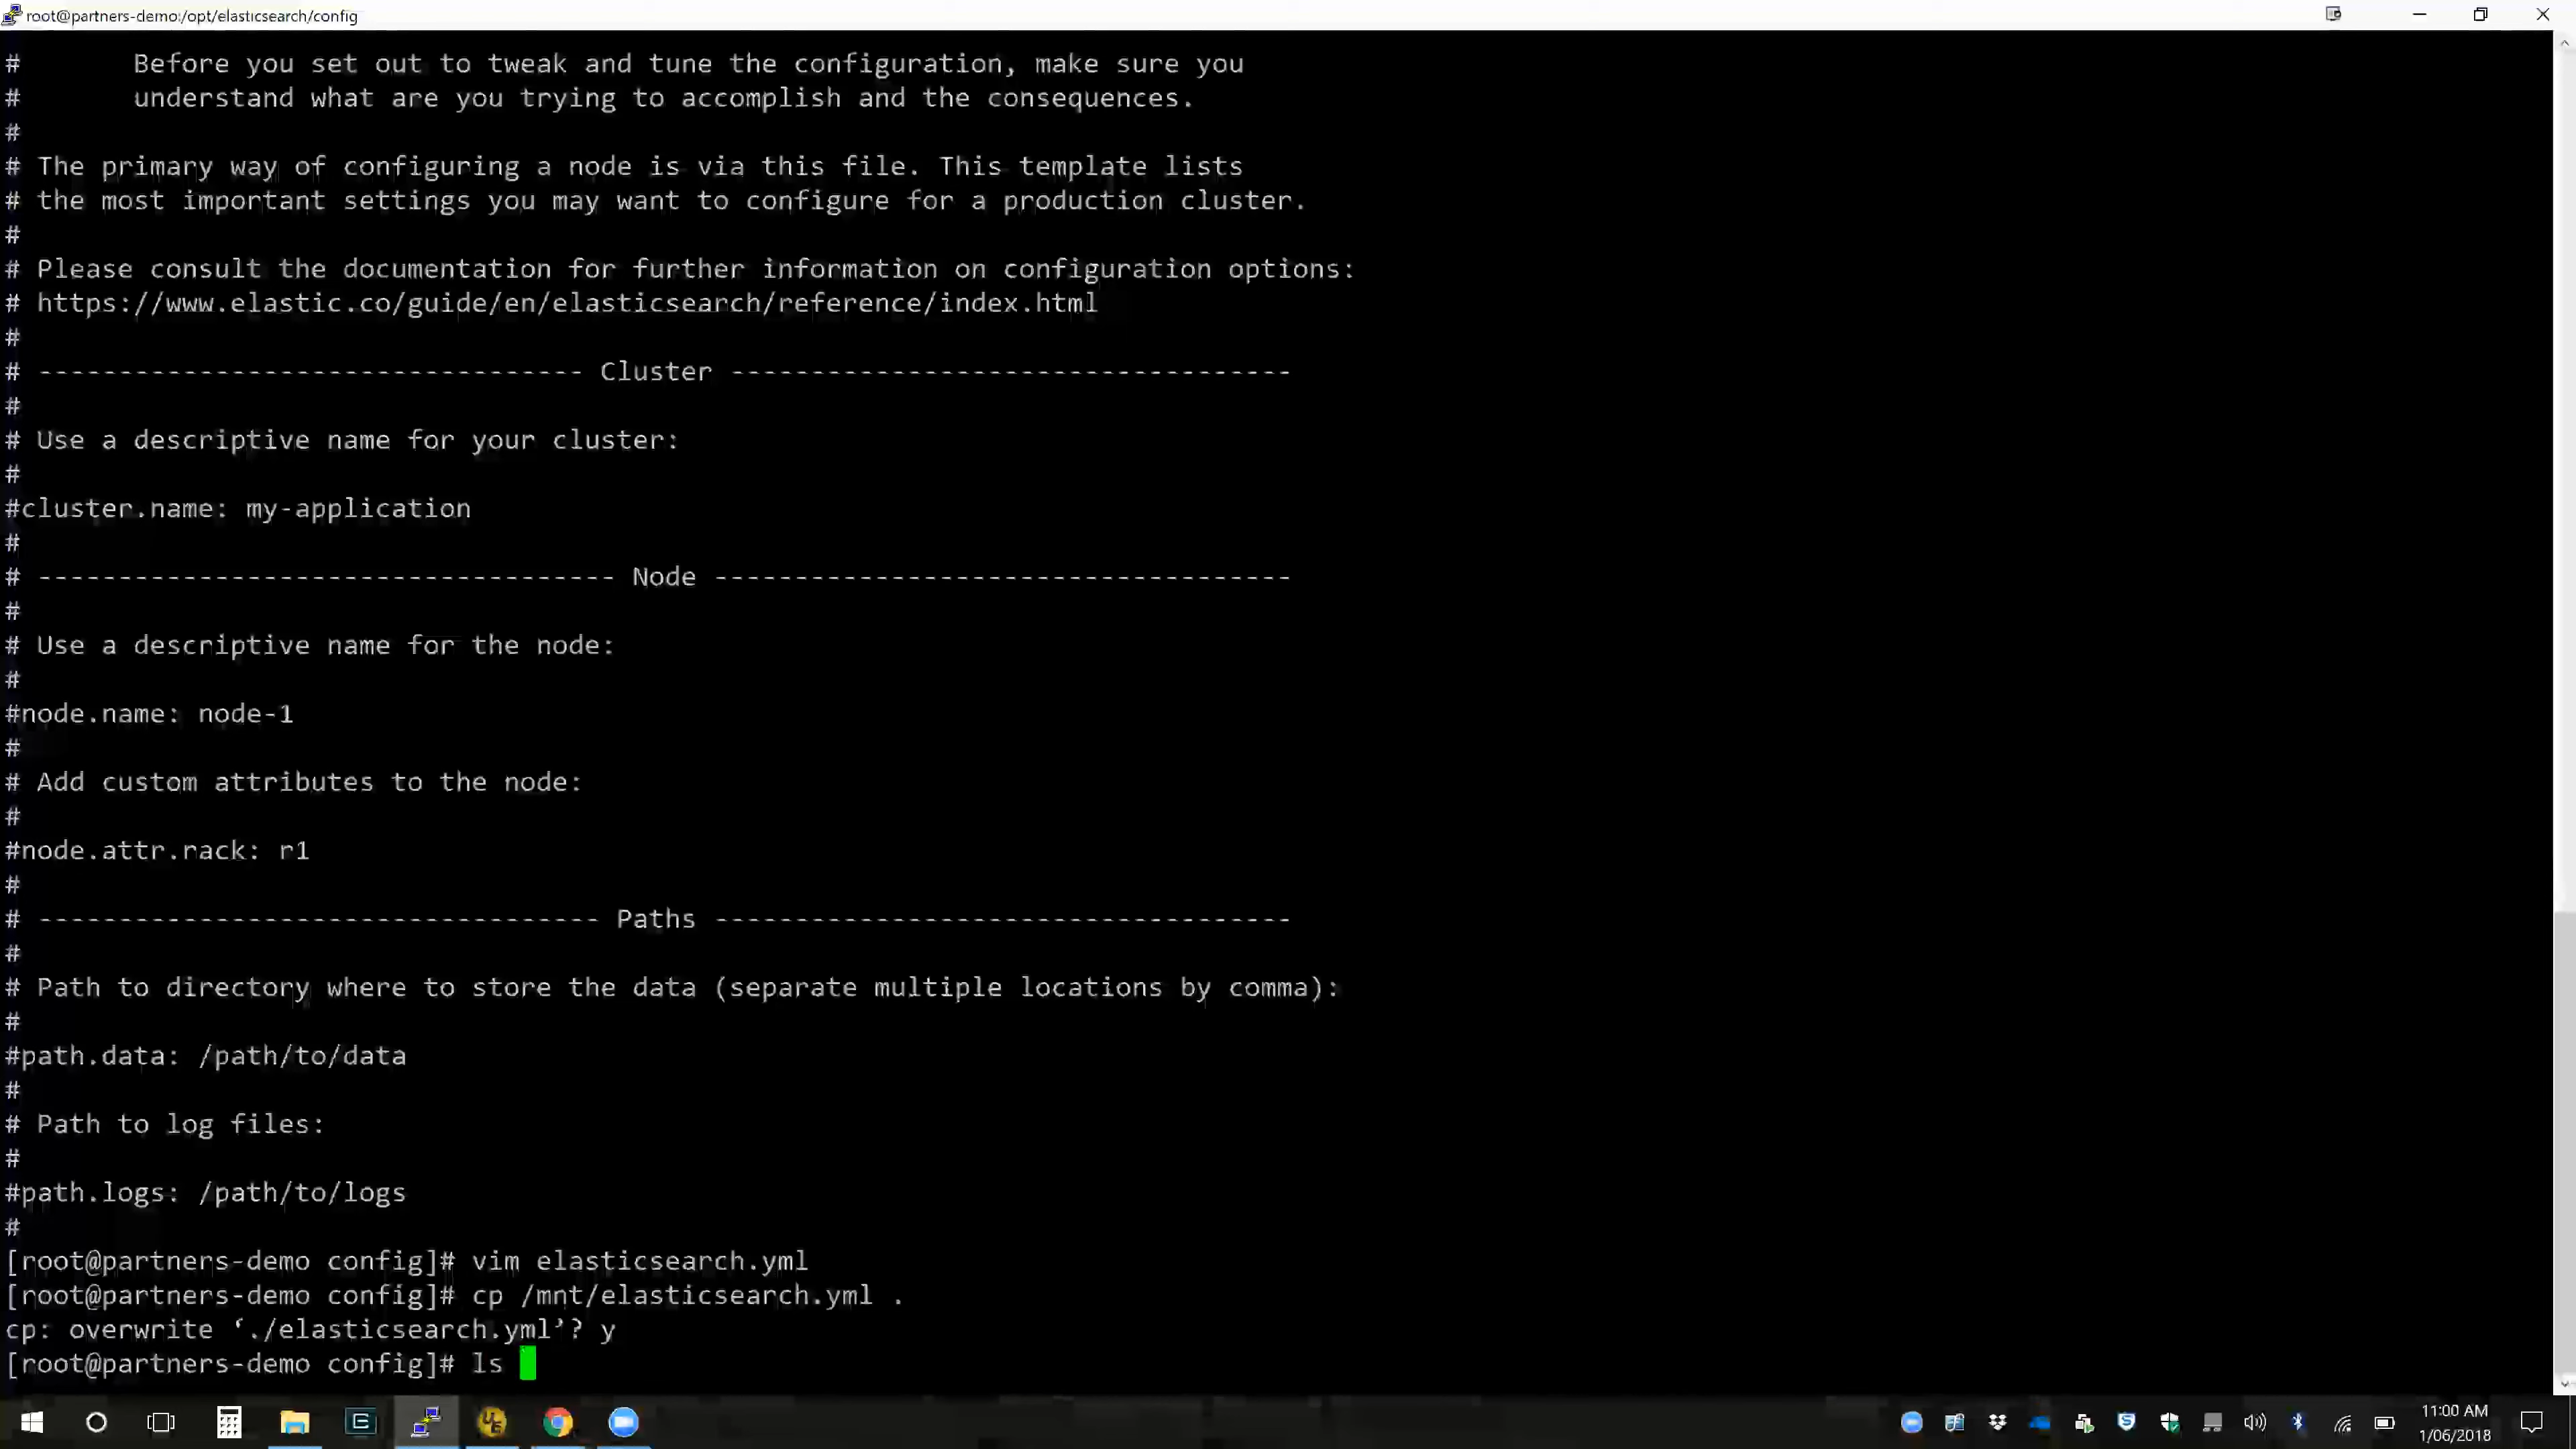 root@partners-demo:/opt/elasticsearch/config
#       Before you set out to tweak and tune the configuration, make sure you
#       understand what are you trying to accomplish and the consequences.
#
# The primary way of configuring a node is via this file. This template lists
# the most important settings you may want to configure for a production cluster.
#
# Please consult the documentation for further information on configuration options:
# https://www.elastic.co/guide/en/elasticsearch/reference/index.html
#
# ---------------------------------- Cluster -----------------------------------
#
# Use a descriptive name for your cluster:
#
#cluster.name: my-application
#
# ------------------------------------ Node ------------------------------------
#
# Use a descriptive name for the node:
#
#node.name: node-1
#
# Add custom attributes to the node:
#
#node.attr.rack: r1
#
# ----------------------------------- Paths ------------------------------------
#
# Path to directory where to store the data (separate multiple locations by comma):
#
#path.data: /path/to/data
#
# Path to log files:
#
#path.logs: /path/to/logs
#
[root@partners-demo config]# vim elasticsearch.yml
[root@partners-demo config]# cp /mnt/elasticsearch.yml .
cp: overwrite ‘./elasticsearch.yml’? y
[root@partners-demo config]# ls
11:00 AM
1/06/2018